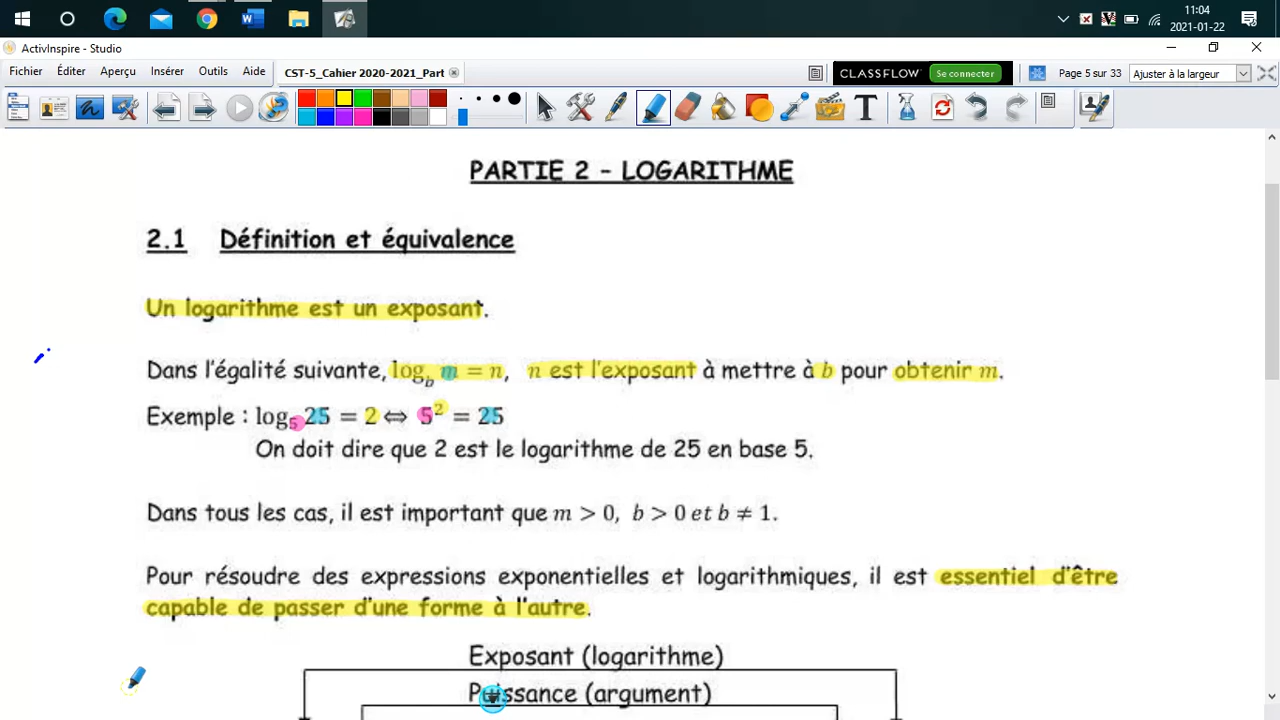 11:04
2021-01-22
ActivInspire - Studio
Fichier Éditer Aperçu Insérer Outils Aide CST-5_Cahier 2020-2021_Part CLASSFLOW Se connecter Page 5 sur 33 Ajuster à la largeur
PARTIE 2 - LOGARITHME
2.1 Définition et équivalence
Un logarithme est un exposant.
Dans l'égalité suivante, log_b m = n, n est l'exposant à mettre à b pour obtenir m.
Exemple : log₅ 25 = 2 ⇔ 5² = 25
On doit dire que 2 est le logarithme de 25 en base 5.
Dans tous les cas, il est important que m > 0, b > 0 et b ≠ 1.
Pour résoudre des expressions exponentielles et logarithmiques, il est essentiel d'être
capable de passer d'une forme à l'autre.
Exposant (logarithme)
Puissance (argument)